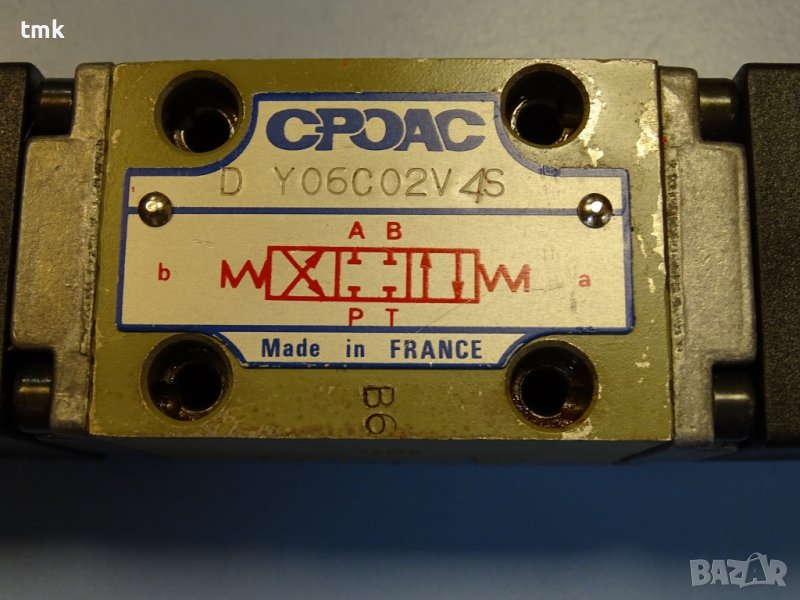 tmk
CPOAC
D Y06C02V4S
A B
b a
P T
Made in FRANCE
B6
BAZAR